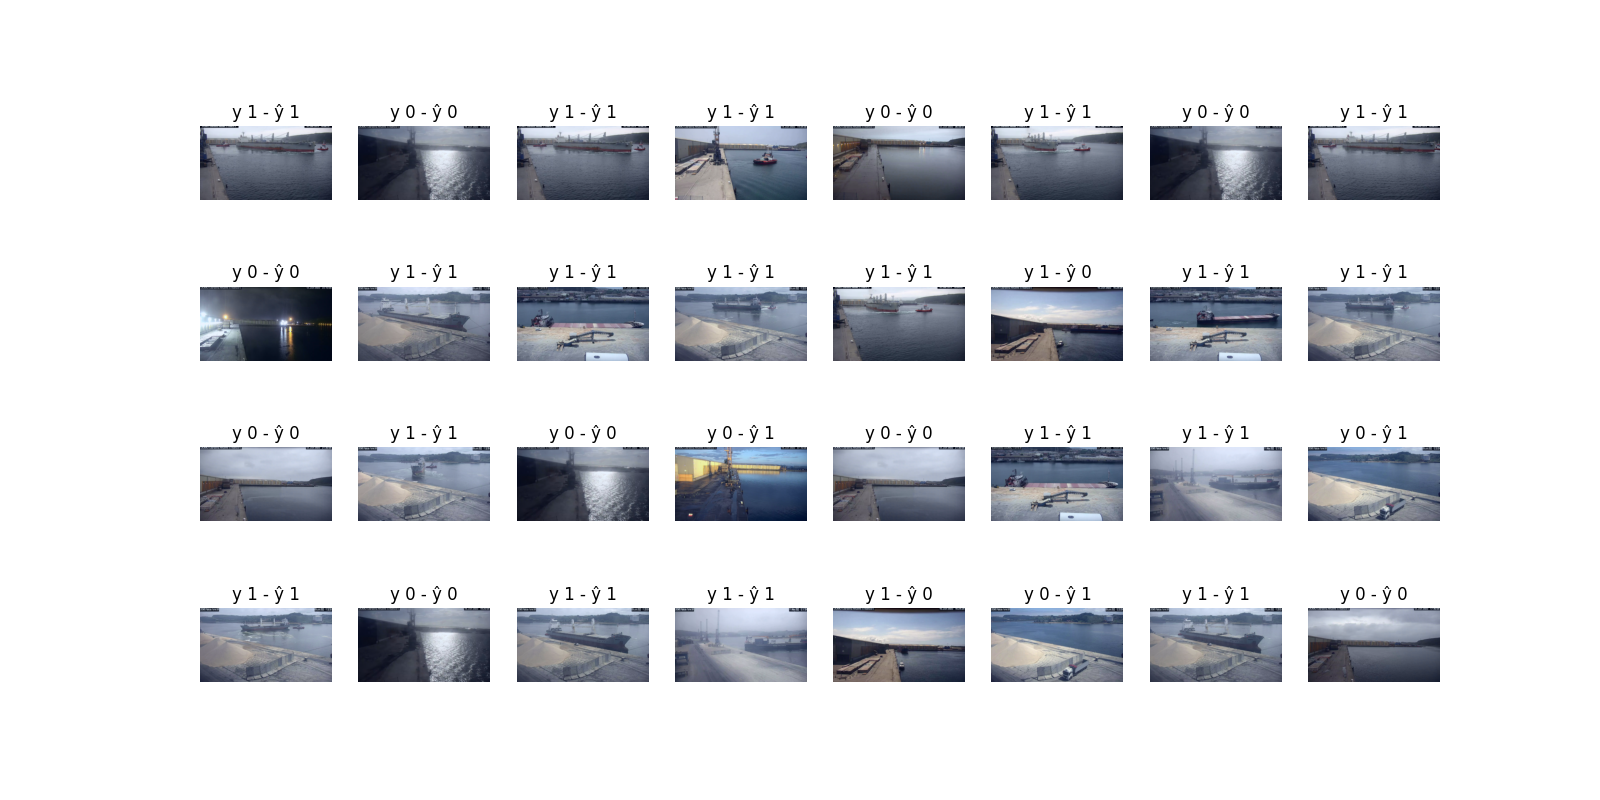 y 1 - ŷ 1 y 0 - ŷ 0 y 1 - ŷ 1 y 1 - ŷ 1 y 0 - ŷ 0 y 1 - ŷ 1 y 0 - ŷ 0 y 1 - ŷ 1
y 0 - ŷ 0 y 1 - ŷ 1 y 1 - ŷ 1 y 1 - ŷ 1 y 1 - ŷ 1 y 1 - ŷ 0 y 1 - ŷ 1 y 1 - ŷ 1
y 0 - ŷ 0 y 1 - ŷ 1 y 0 - ŷ 0 y 0 - ŷ 1 y 0 - ŷ 0 y 1 - ŷ 1 y 1 - ŷ 1 y 0 - ŷ 1
y 1 - ŷ 1 y 0 - ŷ 0 y 1 - ŷ 1 y 1 - ŷ 1 y 1 - ŷ 0 y 0 - ŷ 1 y 1 - ŷ 1 y 0 - ŷ 0